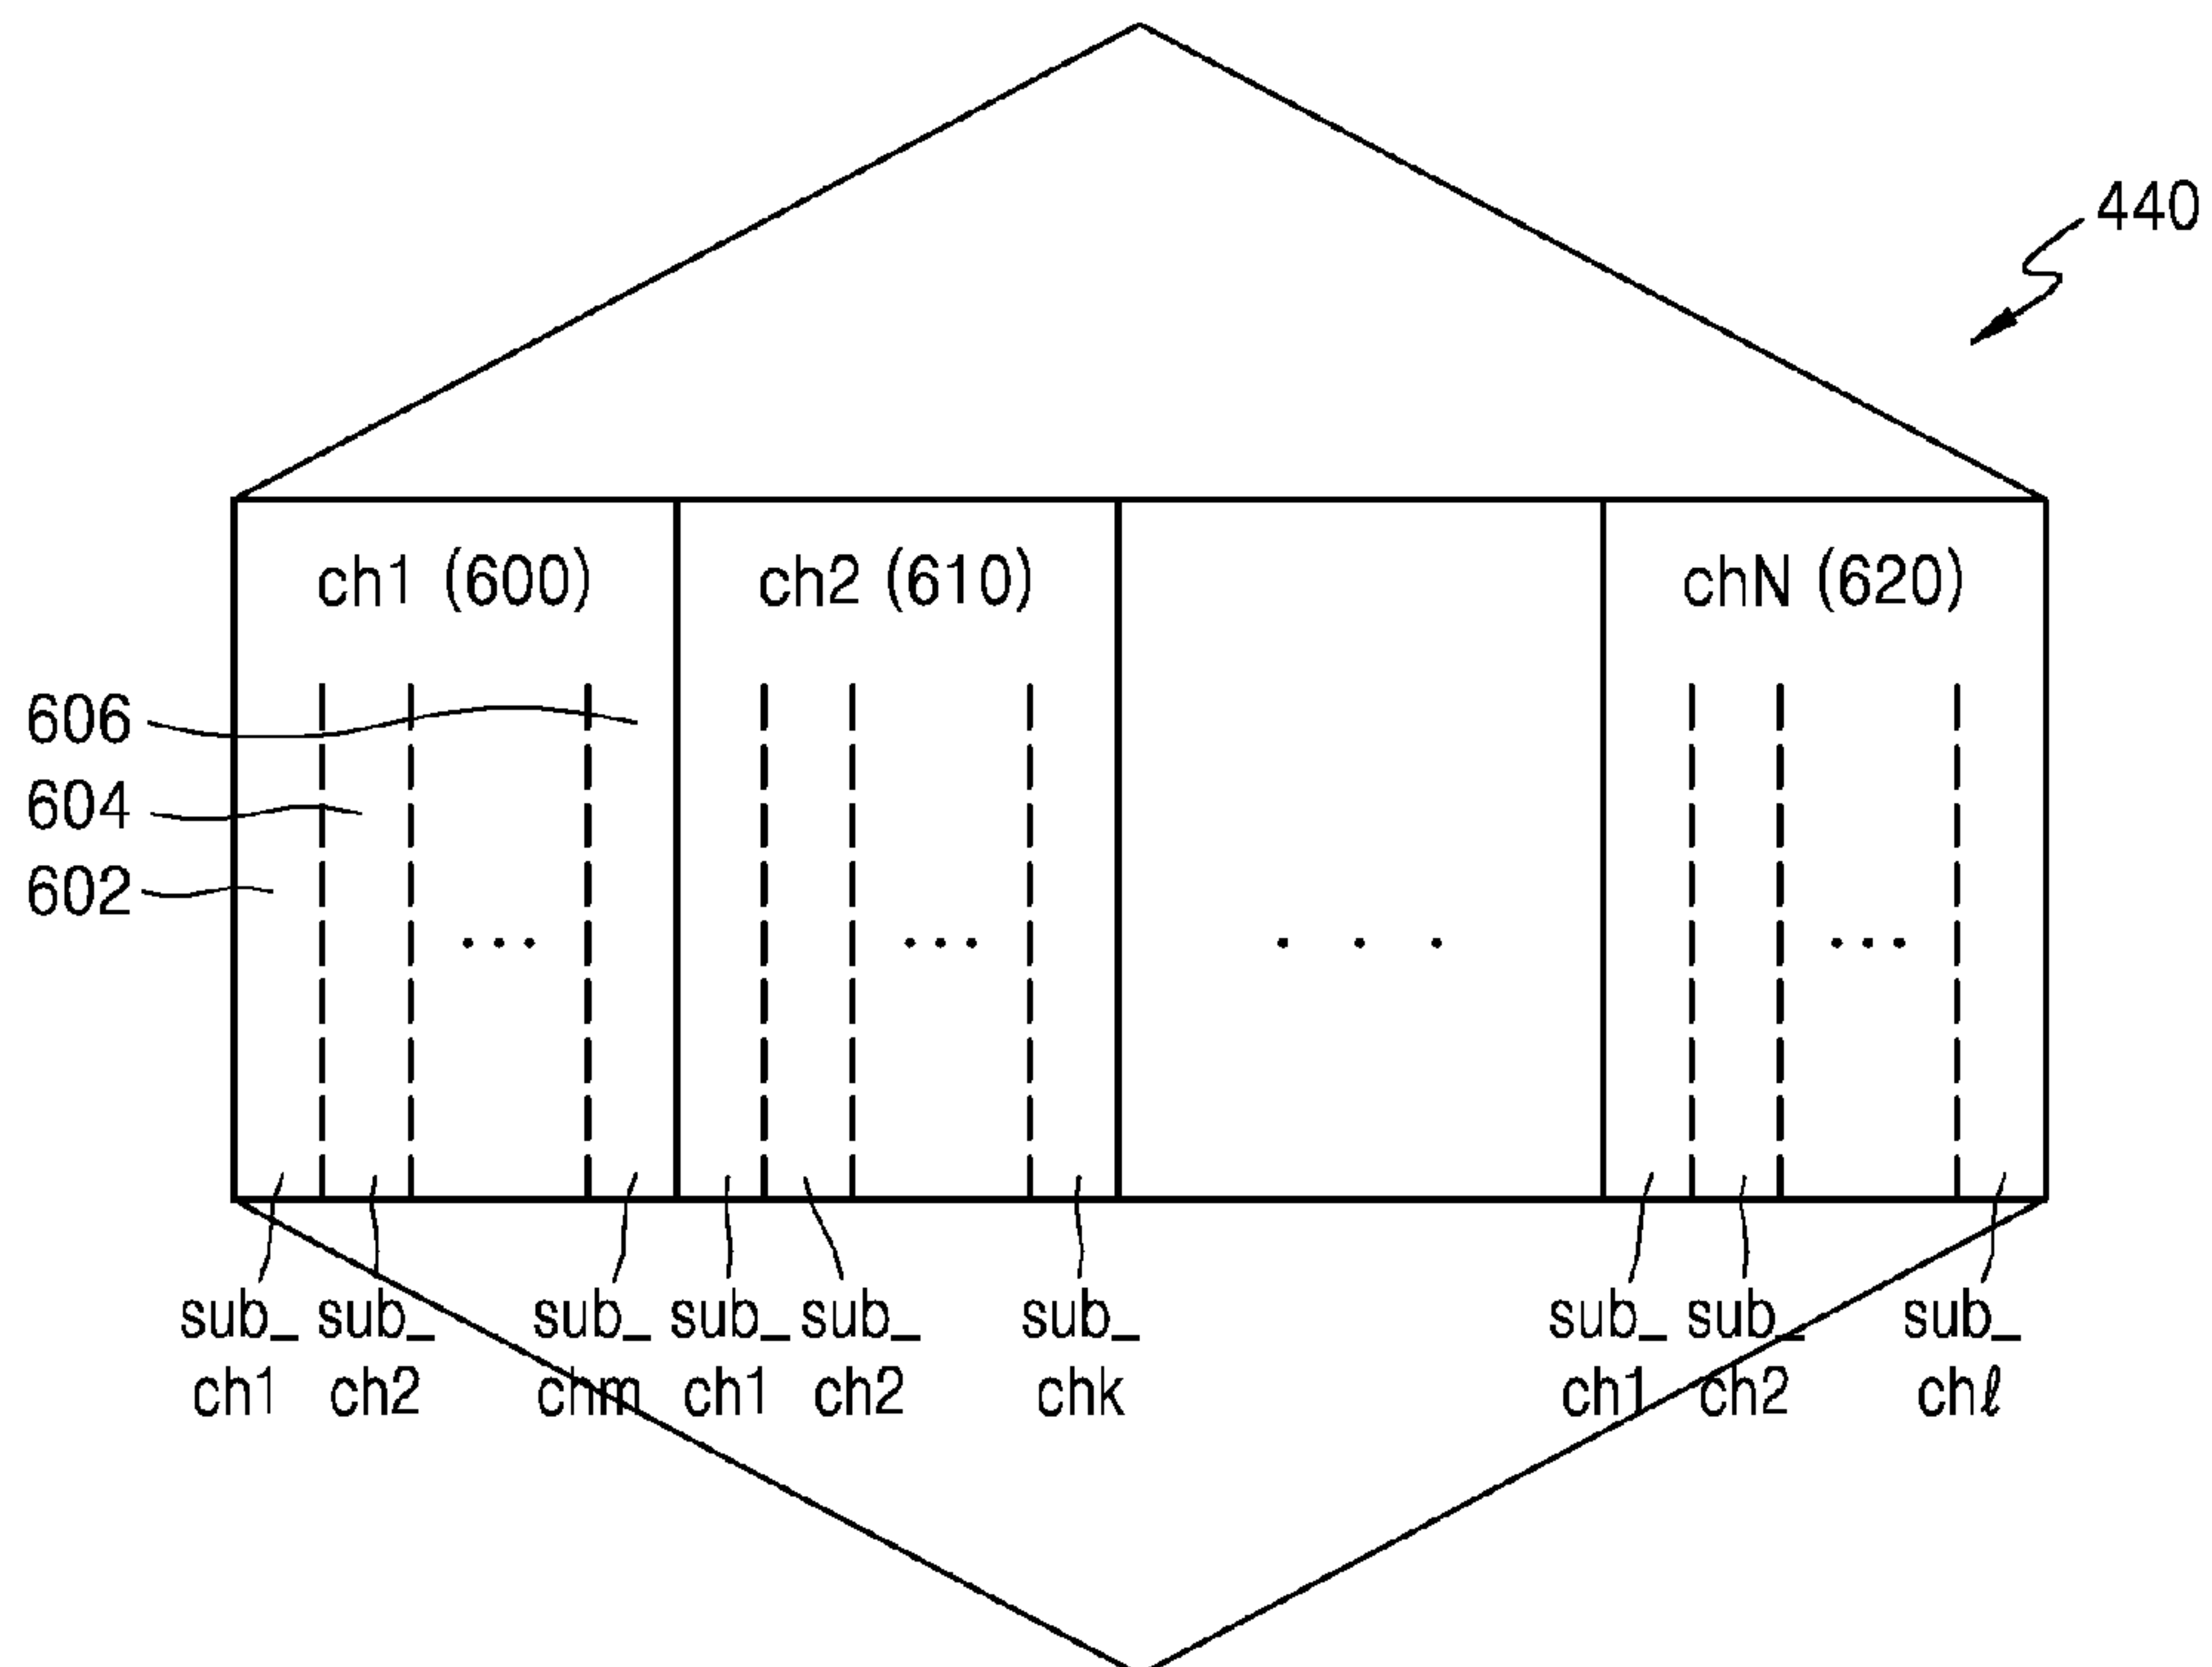 440
ch1 (600)
ch2 (610)
chN (620)
606
604
602
...
...
. . .
...
sub_ sub_ sub_ sub_ sub_ sub_ sub_ sub_ sub_
ch1 ch2 chm ch1 ch2 chk ch1 ch2 chℓ